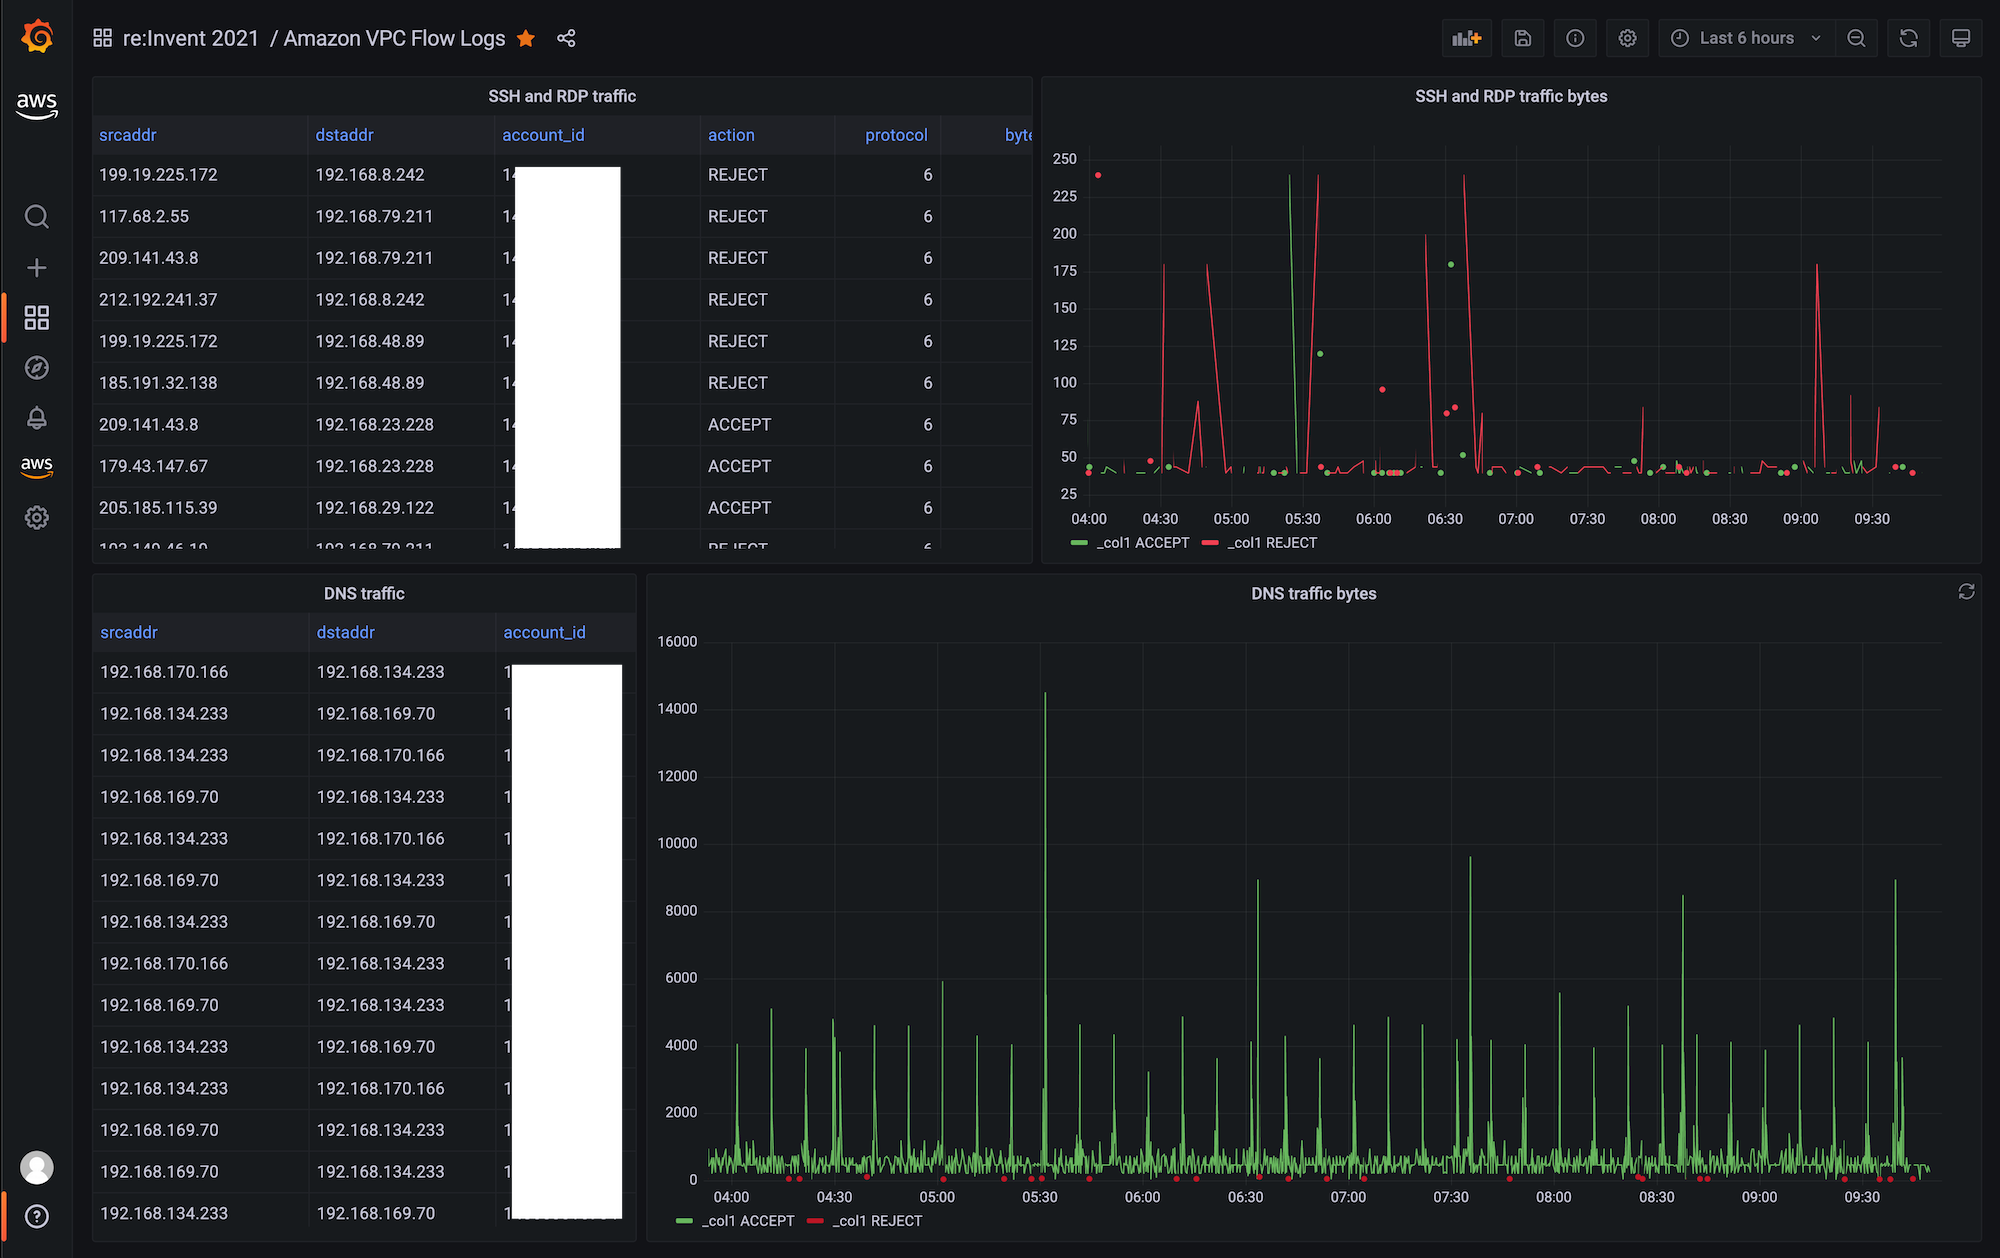 re:Invent 2021 / Amazon VPC Flow Logs
Last 6 hours
aws
aws
SSH and RDP traffic
srcaddr dstaddr account_id action protocol byte
199.19.225.172 192.168.8.242 14 REJECT 6
117.68.2.55 192.168.79.211 14 REJECT 6
209.141.43.8 192.168.79.211 14 REJECT 6
212.192.241.37 192.168.8.242 14 REJECT 6
199.19.225.172 192.168.48.89 14 REJECT 6
185.191.32.138 192.168.48.89 14 REJECT 6
209.141.43.8 192.168.23.228 14 ACCEPT 6
179.43.147.67 192.168.23.228 14 ACCEPT 6
205.185.115.39 192.168.29.122 14 ACCEPT 6
192.168.79.211 REJECT 6
SSH and RDP traffic bytes
250
225
200
175
150
125
100
75
50
25
04:00 04:30 05:00 05:30 06:00 06:30 07:00 07:30 08:00 08:30 09:00 09:30
_col1 ACCEPT _col1 REJECT
DNS traffic
srcaddr dstaddr account_id
192.168.170.166 192.168.134.233 1
192.168.134.233 192.168.169.70 1
192.168.134.233 192.168.170.166 1
192.168.169.70 192.168.134.233 1
192.168.134.233 192.168.170.166 1
192.168.169.70 192.168.134.233 1
192.168.134.233 192.168.169.70 1
192.168.170.166 192.168.134.233 1
192.168.169.70 192.168.134.233 1
192.168.134.233 192.168.169.70 1
192.168.134.233 192.168.170.166 1
192.168.169.70 192.168.134.233 1
192.168.169.70 192.168.134.233 1
192.168.134.233 192.168.169.70 1
DNS traffic bytes
16000
14000
12000
10000
8000
6000
4000
2000
0
04:00 04:30 05:00 05:30 06:00 06:30 07:00 07:30 08:00 08:30 09:00 09:30
_col1 ACCEPT _col1 REJECT